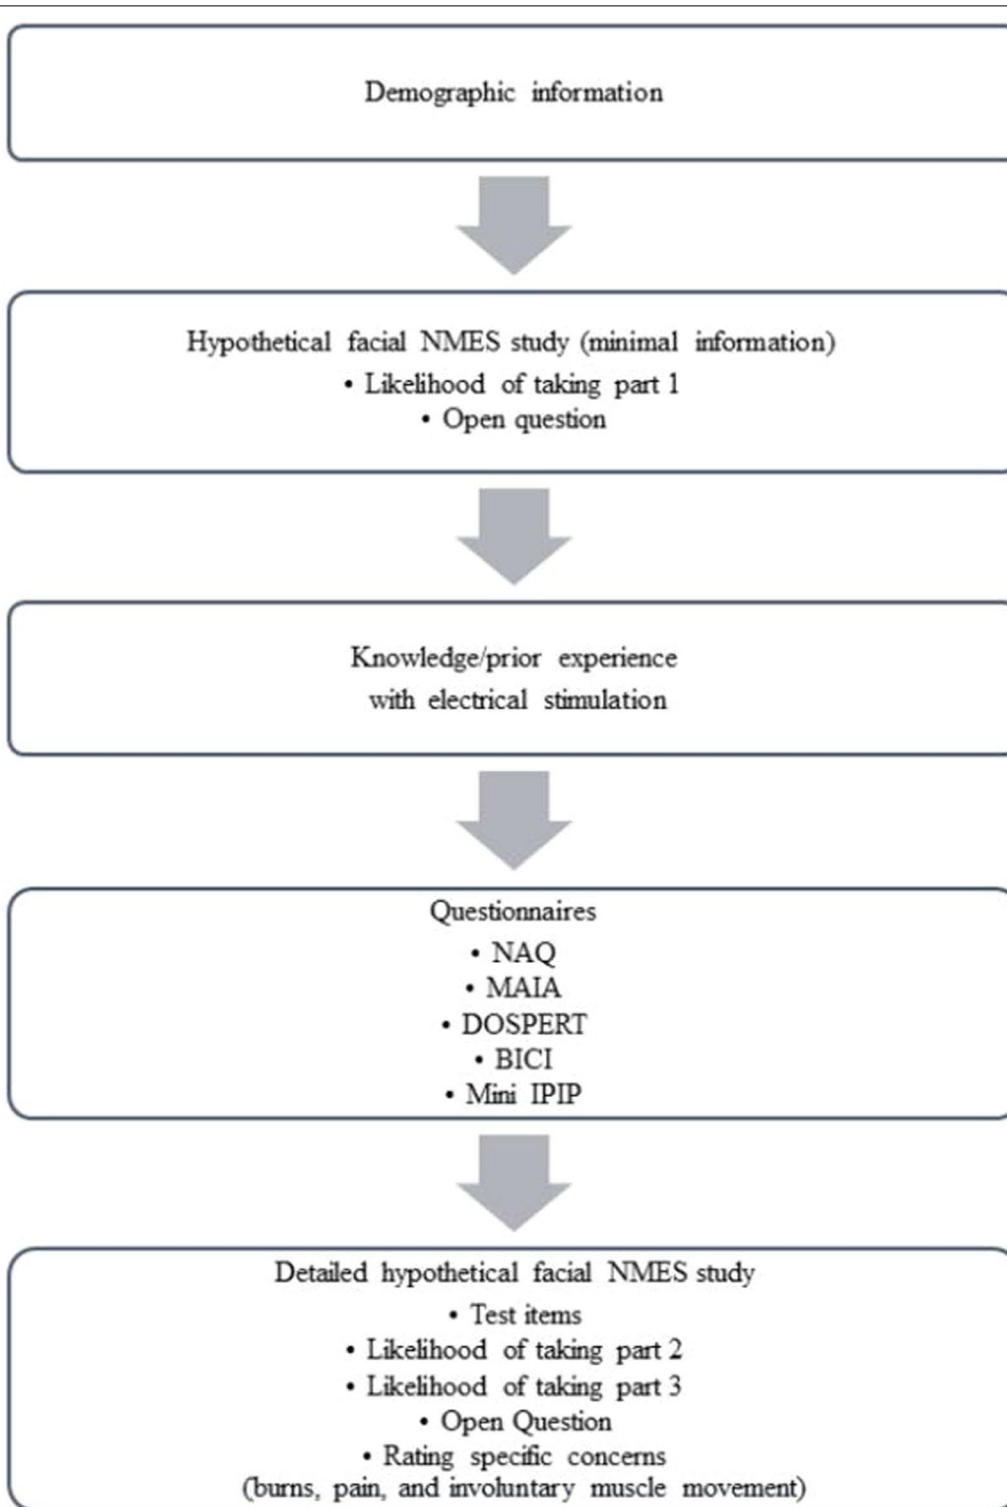 Demographic information
Hypothetical facial NMES study (minimal information)
• Likelihood of taking part 1
• Open question
Knowledge/prior experience
with electrical stimulation
Questionnaires
• NAQ
• MAIA
• DOSPERT
• BICI
• Mini IPIP
Detailed hypothetical facial NMES study
• Test items
• Likelihood of taking part 2
• Likelihood of taking part 3
• Open Question
• Rating specific concerns
(burns, pain, and involuntary muscle movement)